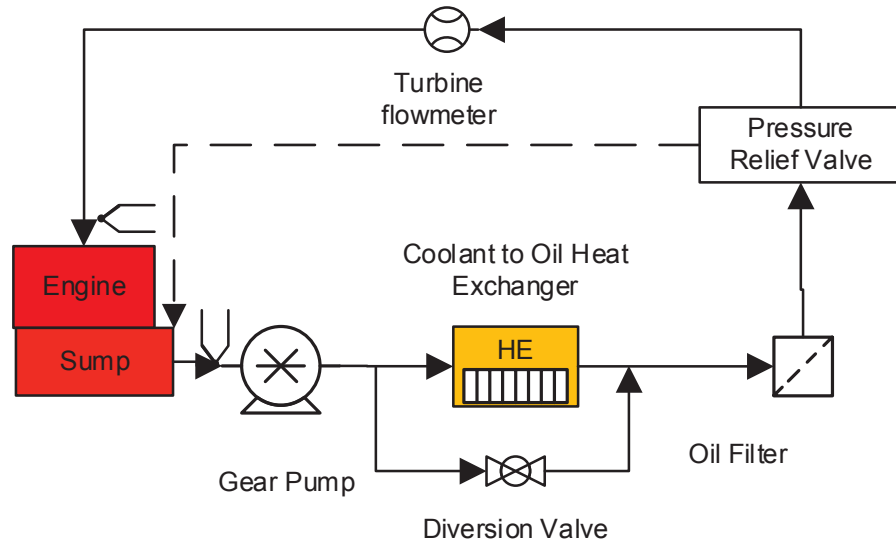 Turbine
flowmeter
Pressure
Relief Valve
Engine
Coolant to Oil Heat
Exchanger
Sump
HE
Gear Pump
Oil Filter
Diversion Valve